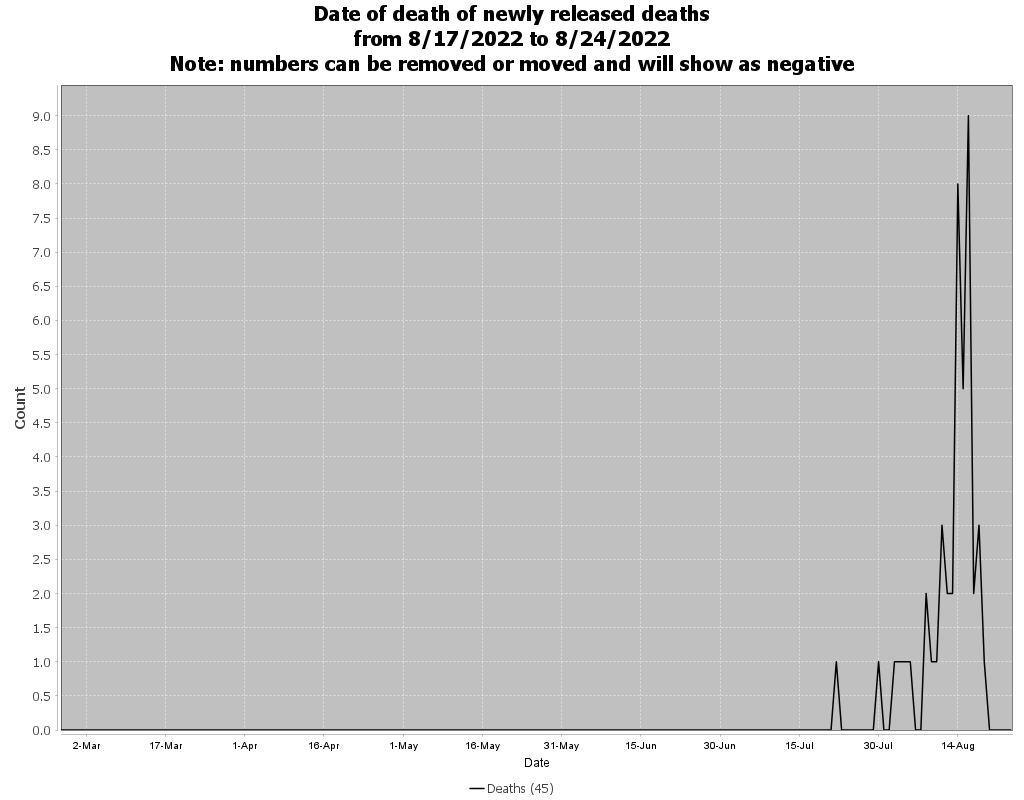 Date of death of newly released deaths
from 8/17/2022 to 8/24/2022
Note: numbers can be removed or moved and will show as negative
9.0
8.5
8.0
7.5
7.0
6.5
6.0
5.5
5.0
4.5
4.0
3.5
3.0
2.5
2.0
1.5
1.0
0.5
0.0
Count
2-Mar 17-Mar 1-Apr 16-Apr 1-May 16-May 31-May 15-Jun 30-Jun 15-Jul 30-Jul 14-Aug
Date
Deaths (45)